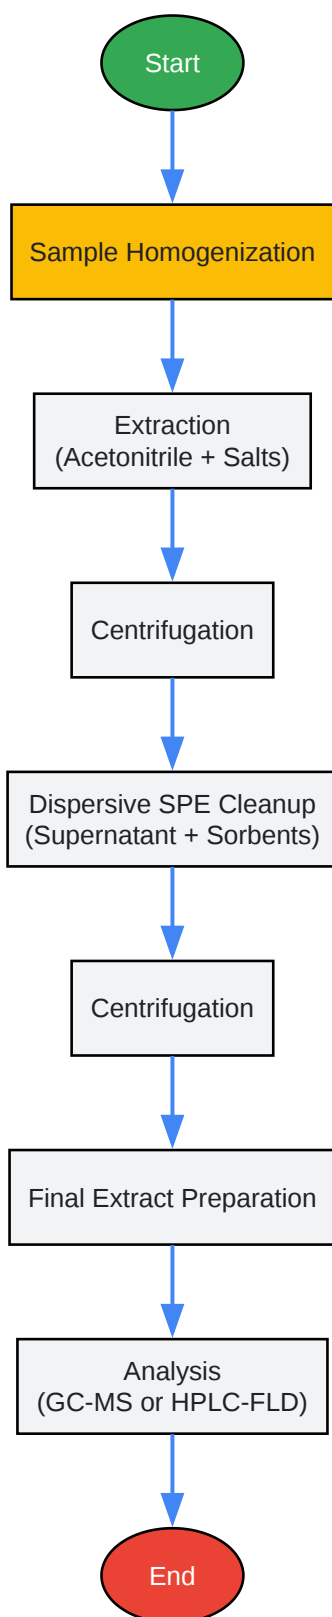 Start
Sample Homogenization
Extraction
(Acetonitrile + Salts)
Centrifugation
Dispersive SPE Cleanup
(Supernatant + Sorbents)
Centrifugation
Final Extract Preparation
Analysis
(GC-MS or HPLC-FLD)
End